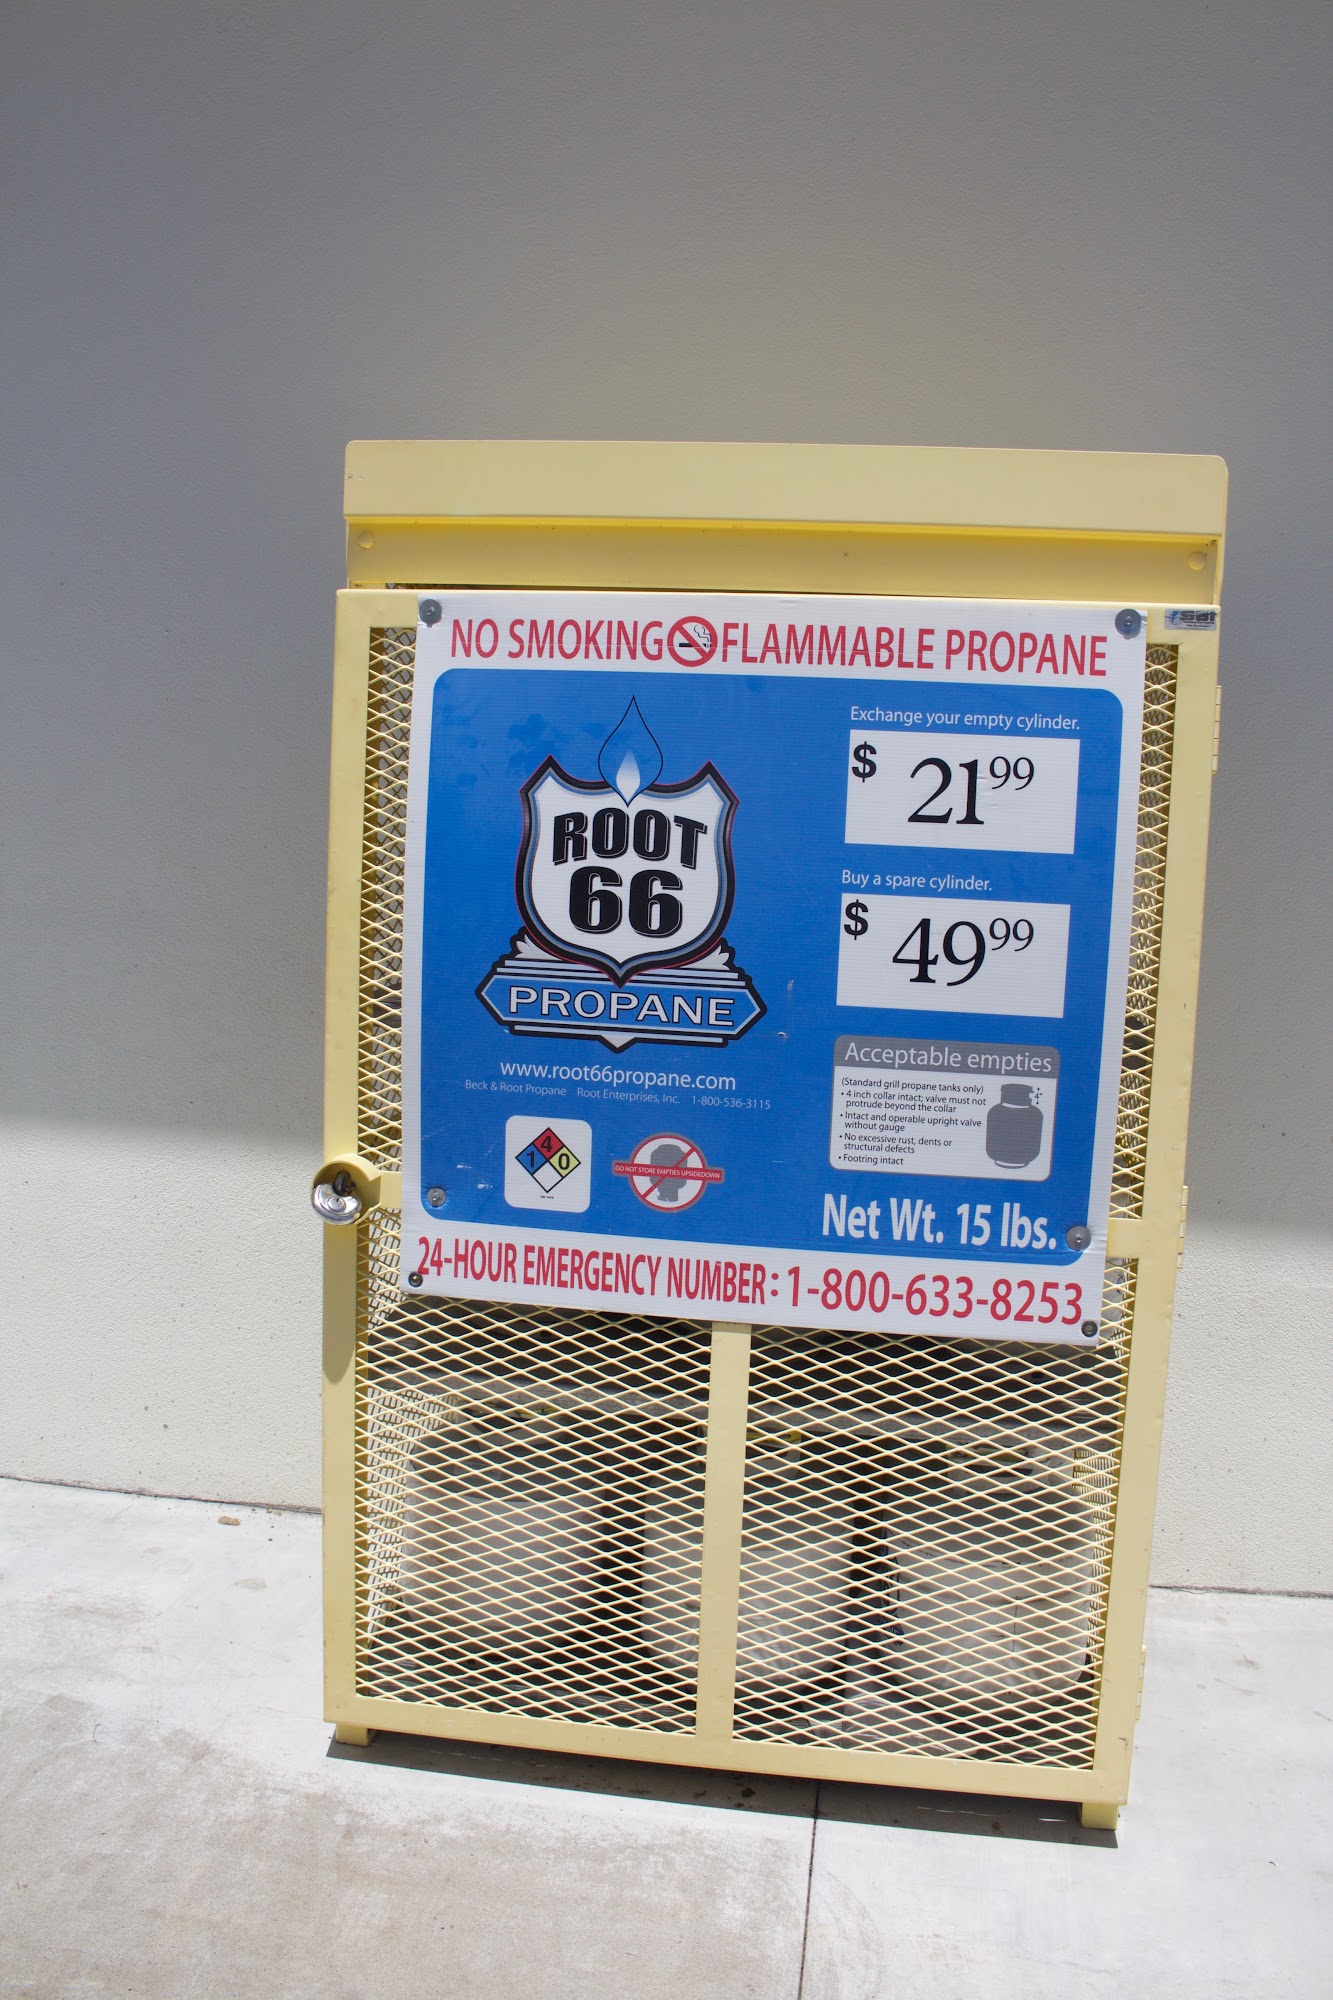 NO SMOKING FLAMMABLE PROPANE
ROOT
66
PROPANE
www.root66propane.com
Beck & Root Propane Root Enterprises, Inc. 1-800-536-3115
4
1 0
DO NOT STORE EMPTIES UPSIDEDOWN
Exchange your empty cylinder.
$ 21 99
Buy a spare cylinder.
$ 49 99
Acceptable empties
(Standard grill propane tanks only)
• 4 inch collar intact; valve must not
protrude beyond the collar
• Intact and operable upright valve
without gauge
• No excessive rust, dents or
structural defects
• Footring intact
4"
Net Wt. 15 lbs.
24-HOUR EMERGENCY NUMBER: 1-800-633-8253